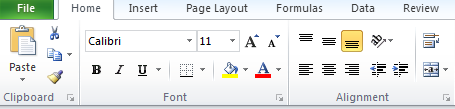 File Home Insert Page Layout Formulas Data Review
Calibri 11 A A
Paste B I U A
Clipboard Font Alignment